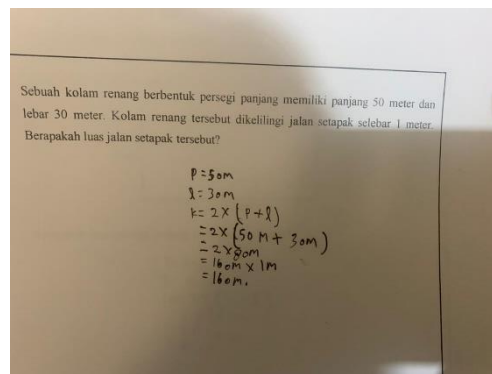 Sebuah kolam renang berbentuk persegi panjang memiliki panjang 50 meter dan
lebar 30 meter. Kolam renang tersebut dikelilingi jalan setapak selebar 1 meter.
Berapakah luas jalan setapak tersebut?
P = 50m
l = 30m
k = 2 x (P + l)
= 2 x (50 M + 30m)
= 2 x 80m
= 160m x 1m
= 160m.